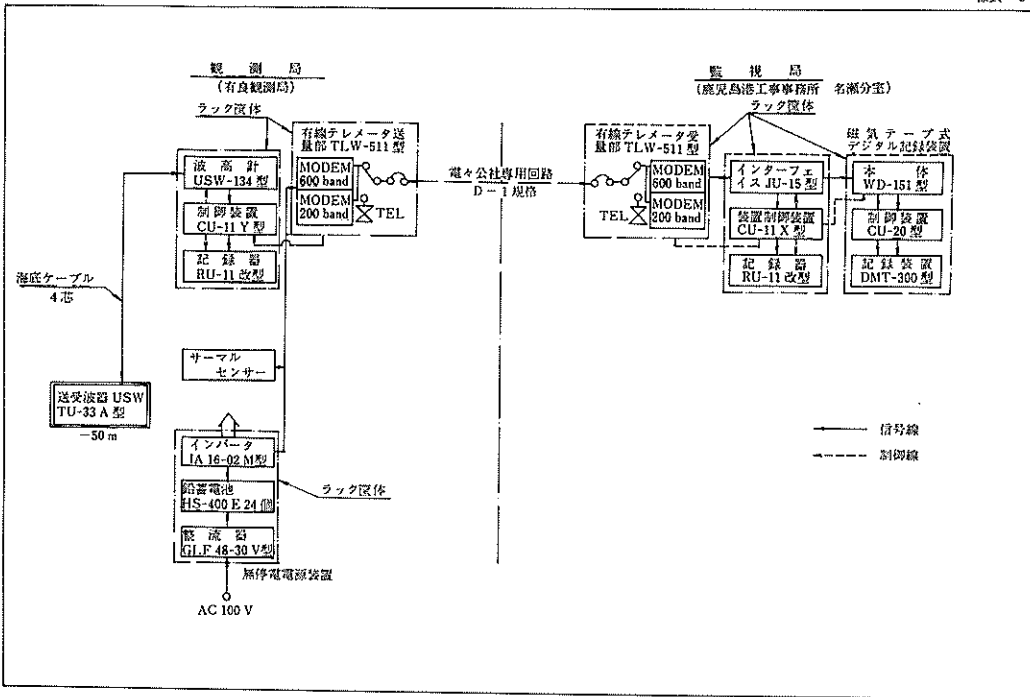 観測局
(有良観測局)
ラック筐体
波高計
USW-134型
制御装置
CU-11 Y 型
記録器
RU-11 改型
有線テレメータ送
量部 TLW-511 型
MODEM
600 band
MODEM
200 band
TEL
電々公社専用回路
D-1規格
監視局
(鹿児島港工事事務所 名瀬分室)
ラック筐体
有線テレメータ受
量部 TLW-511 型
MODEM
600 band
MODEM
200 band
TEL
インターフェ
イス JU-15 型
装置制御装置
CU-11 X 型
記録器
RU-11 改型
磁気テープ式
デジタル記録装置
本体
WD-151型
制御装置
CU-20 型
記録装置
DMT-300 型
海底ケーブル
4芯
送受波器 USW
TU-33 A 型
-50 m
サーマル
センサー
インバータ
IA 16-02 M型
鉛蓄電池
HS-400 E 24 個
整流器
GLF 48-30 V型
ラック筐体
無停電電源装置
AC 100 V
信号線
制御線